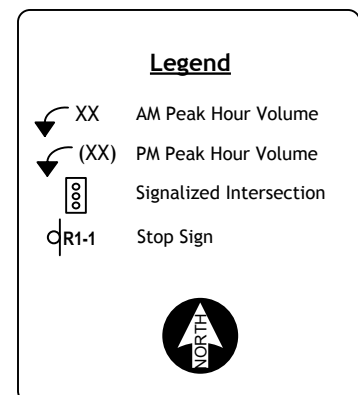 Legend
XX AM Peak Hour Volume
(XX) PM Peak Hour Volume
Signalized Intersection
R1-1 Stop Sign
NORTH